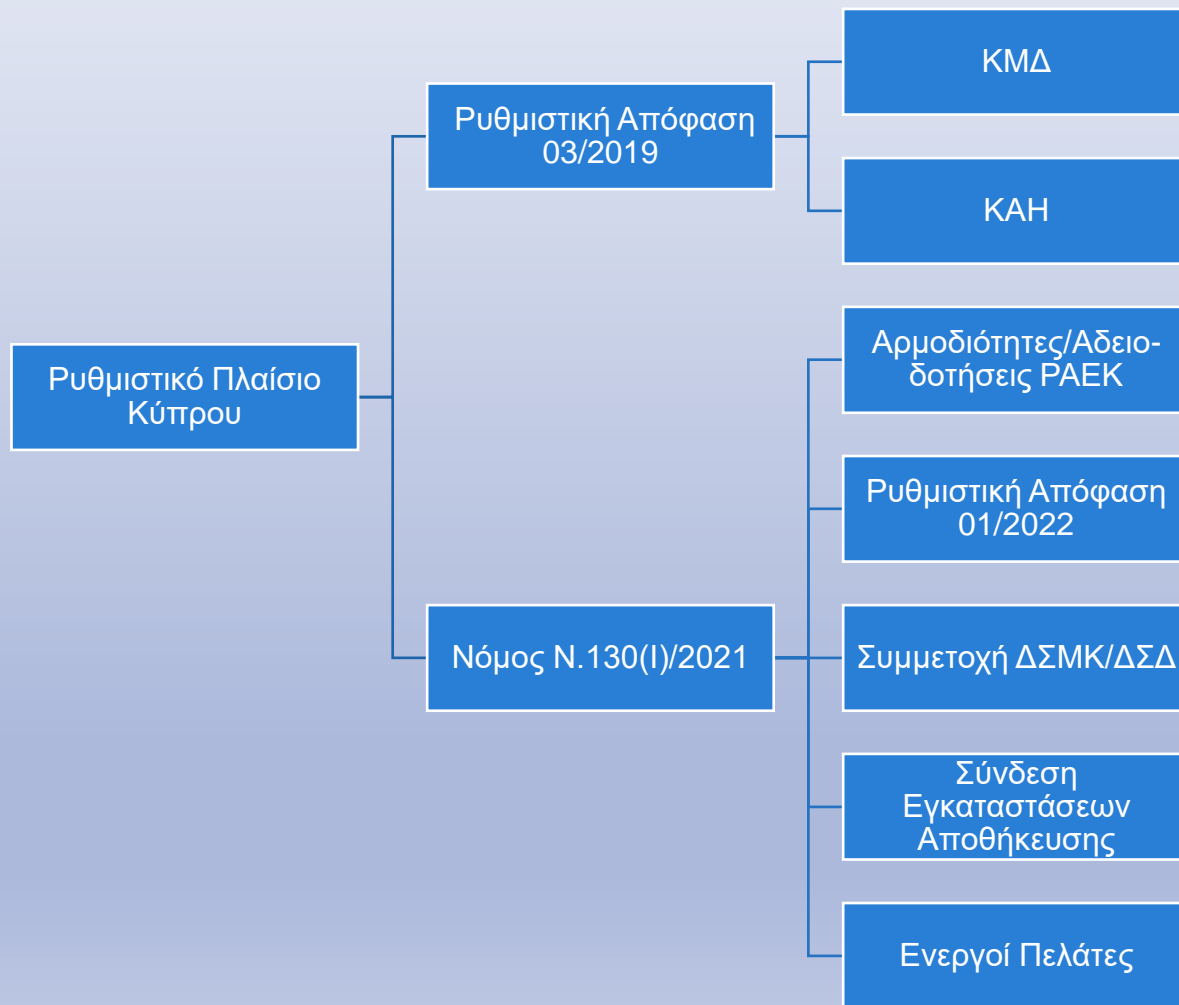 Ρυθμιστικό Πλαίσιο
Κύπρου
Ρυθμιστική Απόφαση
03/2019
ΚΜΔ
ΚΑΗ
Νόμος Ν.130(Ι)/2021
Αρμοδιότητες/Αδειο-
δοτήσεις ΡΑΕΚ
Ρυθμιστική Απόφαση
01/2022
Συμμετοχή ΔΣΜΚ/ΔΣΔ
Σύνδεση
Εγκαταστάσεων
Αποθήκευσης
Ενεργοί Πελάτες